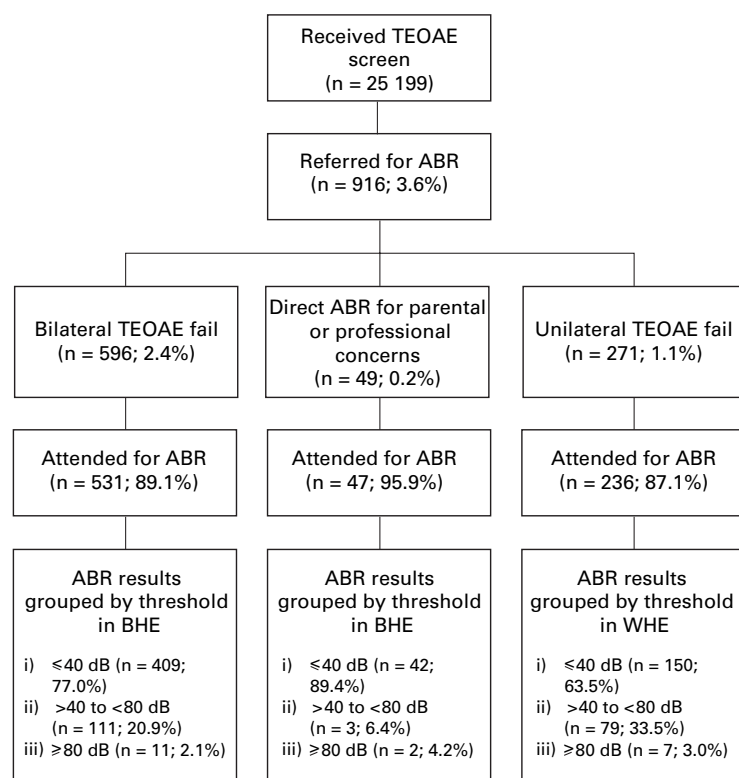 Received TEOAE
screen
(n = 25 199)
Referred for ABR
(n = 916; 3.6%)
Bilateral TEOAE fail
(n = 596; 2.4%)
Direct ABR for parental
or professional
concerns
(n = 49; 0.2%)
Unilateral TEOAE fail
(n = 271; 1.1%)
Attended for ABR
(n = 531; 89.1%)
Attended for ABR
(n = 47; 95.9%)
Attended for ABR
(n = 236; 87.1%)
ABR results
grouped by threshold
in BHE
i) ≤40 dB (n = 409;
77.0%)
ii) >40 to <80 dB
(n = 111; 20.9%)
iii) ≥80 dB (n = 11; 2.1%)
ABR results
grouped by threshold
in BHE
i) ≤40 dB (n = 42;
89.4%)
ii) >40 to <80 dB
(n = 3; 6.4%)
iii) ≥80 dB (n = 2; 4.2%)
ABR results
grouped by threshold
in WHE
i) ≤40 dB (n = 150;
63.5%)
ii) >40 to <80 dB
(n = 79; 33.5%)
iii) ≥80 dB (n = 7; 3.0%)